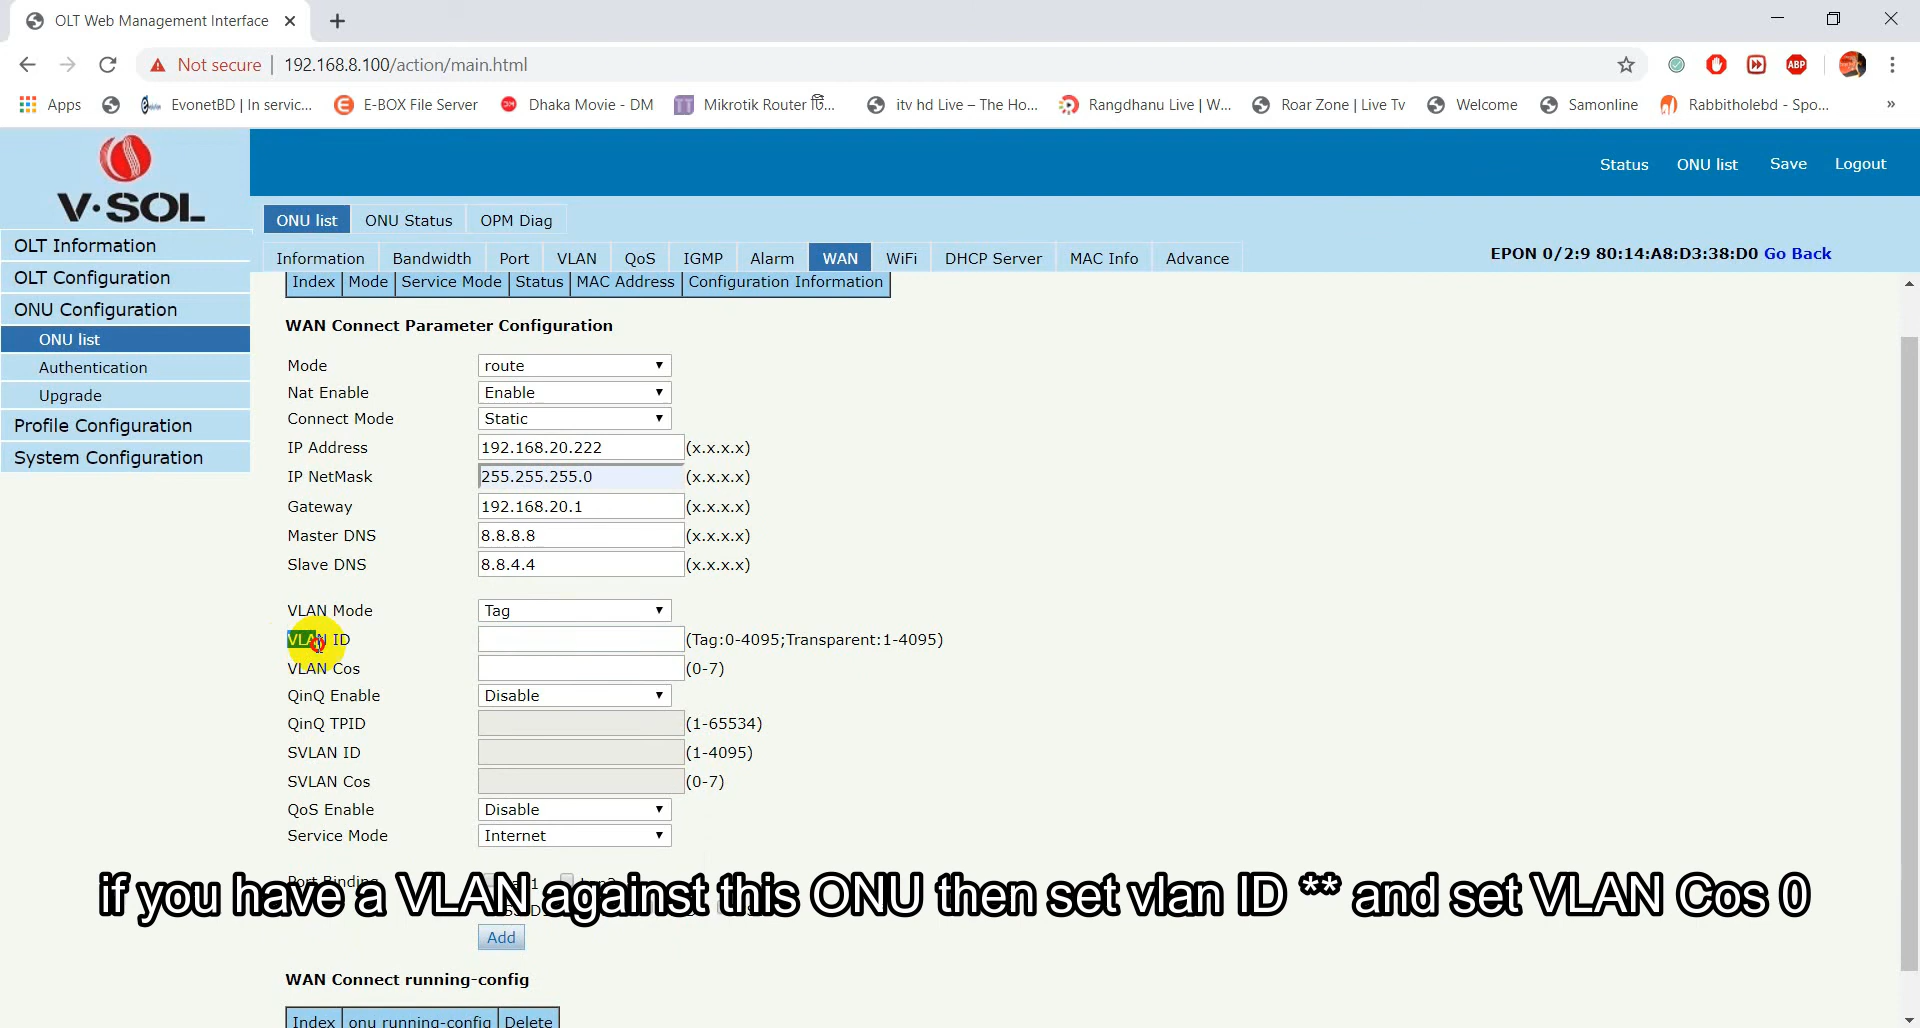 OLT Web Management Interface
Not secure | 192.168.8.100/action/main.html
Apps EvonetBD | In servic... E-BOX File Server Dhaka Movie - DM Mikrotik Router itv hd Live – The Ho... Rangdhanu Live | W... Roar Zone | Live Tv Welcome Samonline Rabbitholebd - Spo... »
V·SOL
Status ONU list Save Logout
ONU list ONU Status OPM Diag
Information Bandwidth Port VLAN QoS IGMP Alarm WAN WiFi DHCP Server MAC Info Advance
EPON 0/2:9 80:14:A8:D3:38:D0 Go Back
OLT Information
OLT Configuration
ONU Configuration
ONU list
Authentication
Upgrade
Profile Configuration
System Configuration
Index Mode Service Mode Status MAC Address Configuration Information
WAN Connect Parameter Configuration
Mode route
Nat Enable Enable
Connect Mode Static
IP Address 192.168.20.222 (x.x.x.x)
IP NetMask 255.255.255.0 (x.x.x.x)
Gateway 192.168.20.1 (x.x.x.x)
Master DNS 8.8.8.8 (x.x.x.x)
Slave DNS 8.8.4.4 (x.x.x.x)
VLAN Mode Tag
VLAN ID (Tag:0-4095;Transparent:1-4095)
VLAN Cos (0-7)
QinQ Enable Disable
QinQ TPID (1-65534)
SVLAN ID (1-4095)
SVLAN Cos (0-7)
QoS Enable Disable
Service Mode Internet
Port Binding
if you have a VLAN against this ONU then set vlan ID ** and set VLAN Cos 0
Add
WAN Connect running-config
Index onu running-config Delete